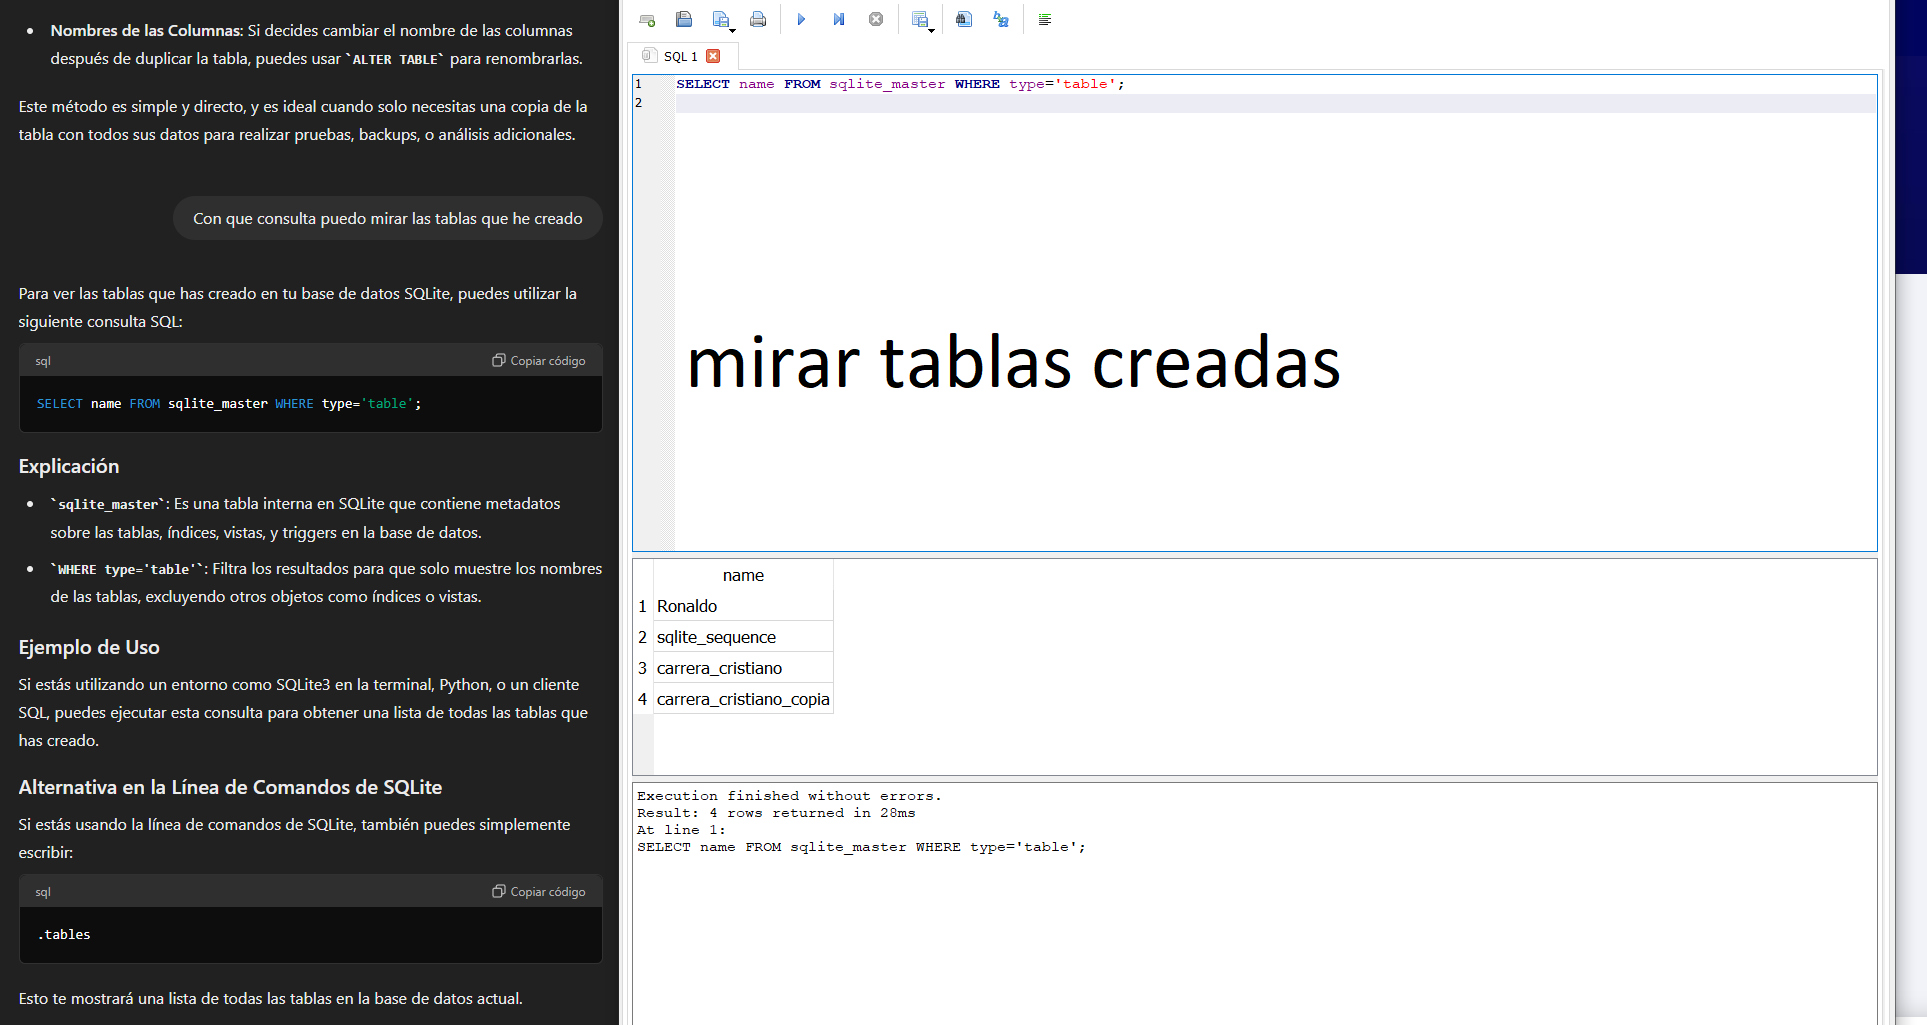 • Nombres de las Columnas: Si decides cambiar el nombre de las columnas
después de duplicar la tabla, puedes usar `ALTER TABLE` para renombrarlas.
Este método es simple y directo, y es ideal cuando solo necesitas una copia de la
tabla con todos sus datos para realizar pruebas, backups, o análisis adicionales.
Con que consulta puedo mirar las tablas que he creado
Para ver las tablas que has creado en tu base de datos SQLite, puedes utilizar la
siguiente consulta SQL:
sql Copiar código
SELECT name FROM sqlite_master WHERE type='table';
Explicación
• `sqlite_master`: Es una tabla interna en SQLite que contiene metadatos
sobre las tablas, índices, vistas, y triggers en la base de datos.
• `WHERE type='table'`: Filtra los resultados para que solo muestre los nombres
de las tablas, excluyendo otros objetos como índices o vistas.
Ejemplo de Uso
Si estás utilizando un entorno como SQLite3 en la terminal, Python, o un cliente
SQL, puedes ejecutar esta consulta para obtener una lista de todas las tablas que
has creado.
Alternativa en la Línea de Comandos de SQLite
Si estás usando la línea de comandos de SQLite, también puedes simplemente
escribir:
sql Copiar código
.tables
Esto te mostrará una lista de todas las tablas en la base de datos actual.
SQL 1
1 SELECT name FROM sqlite_master WHERE type='table';
2
mirar tablas creadas
name
1 Ronaldo
2 sqlite_sequence
3 carrera_cristiano
4 carrera_cristiano_copia
Execution finished without errors.
Result: 4 rows returned in 28ms
At line 1:
SELECT name FROM sqlite_master WHERE type='table';